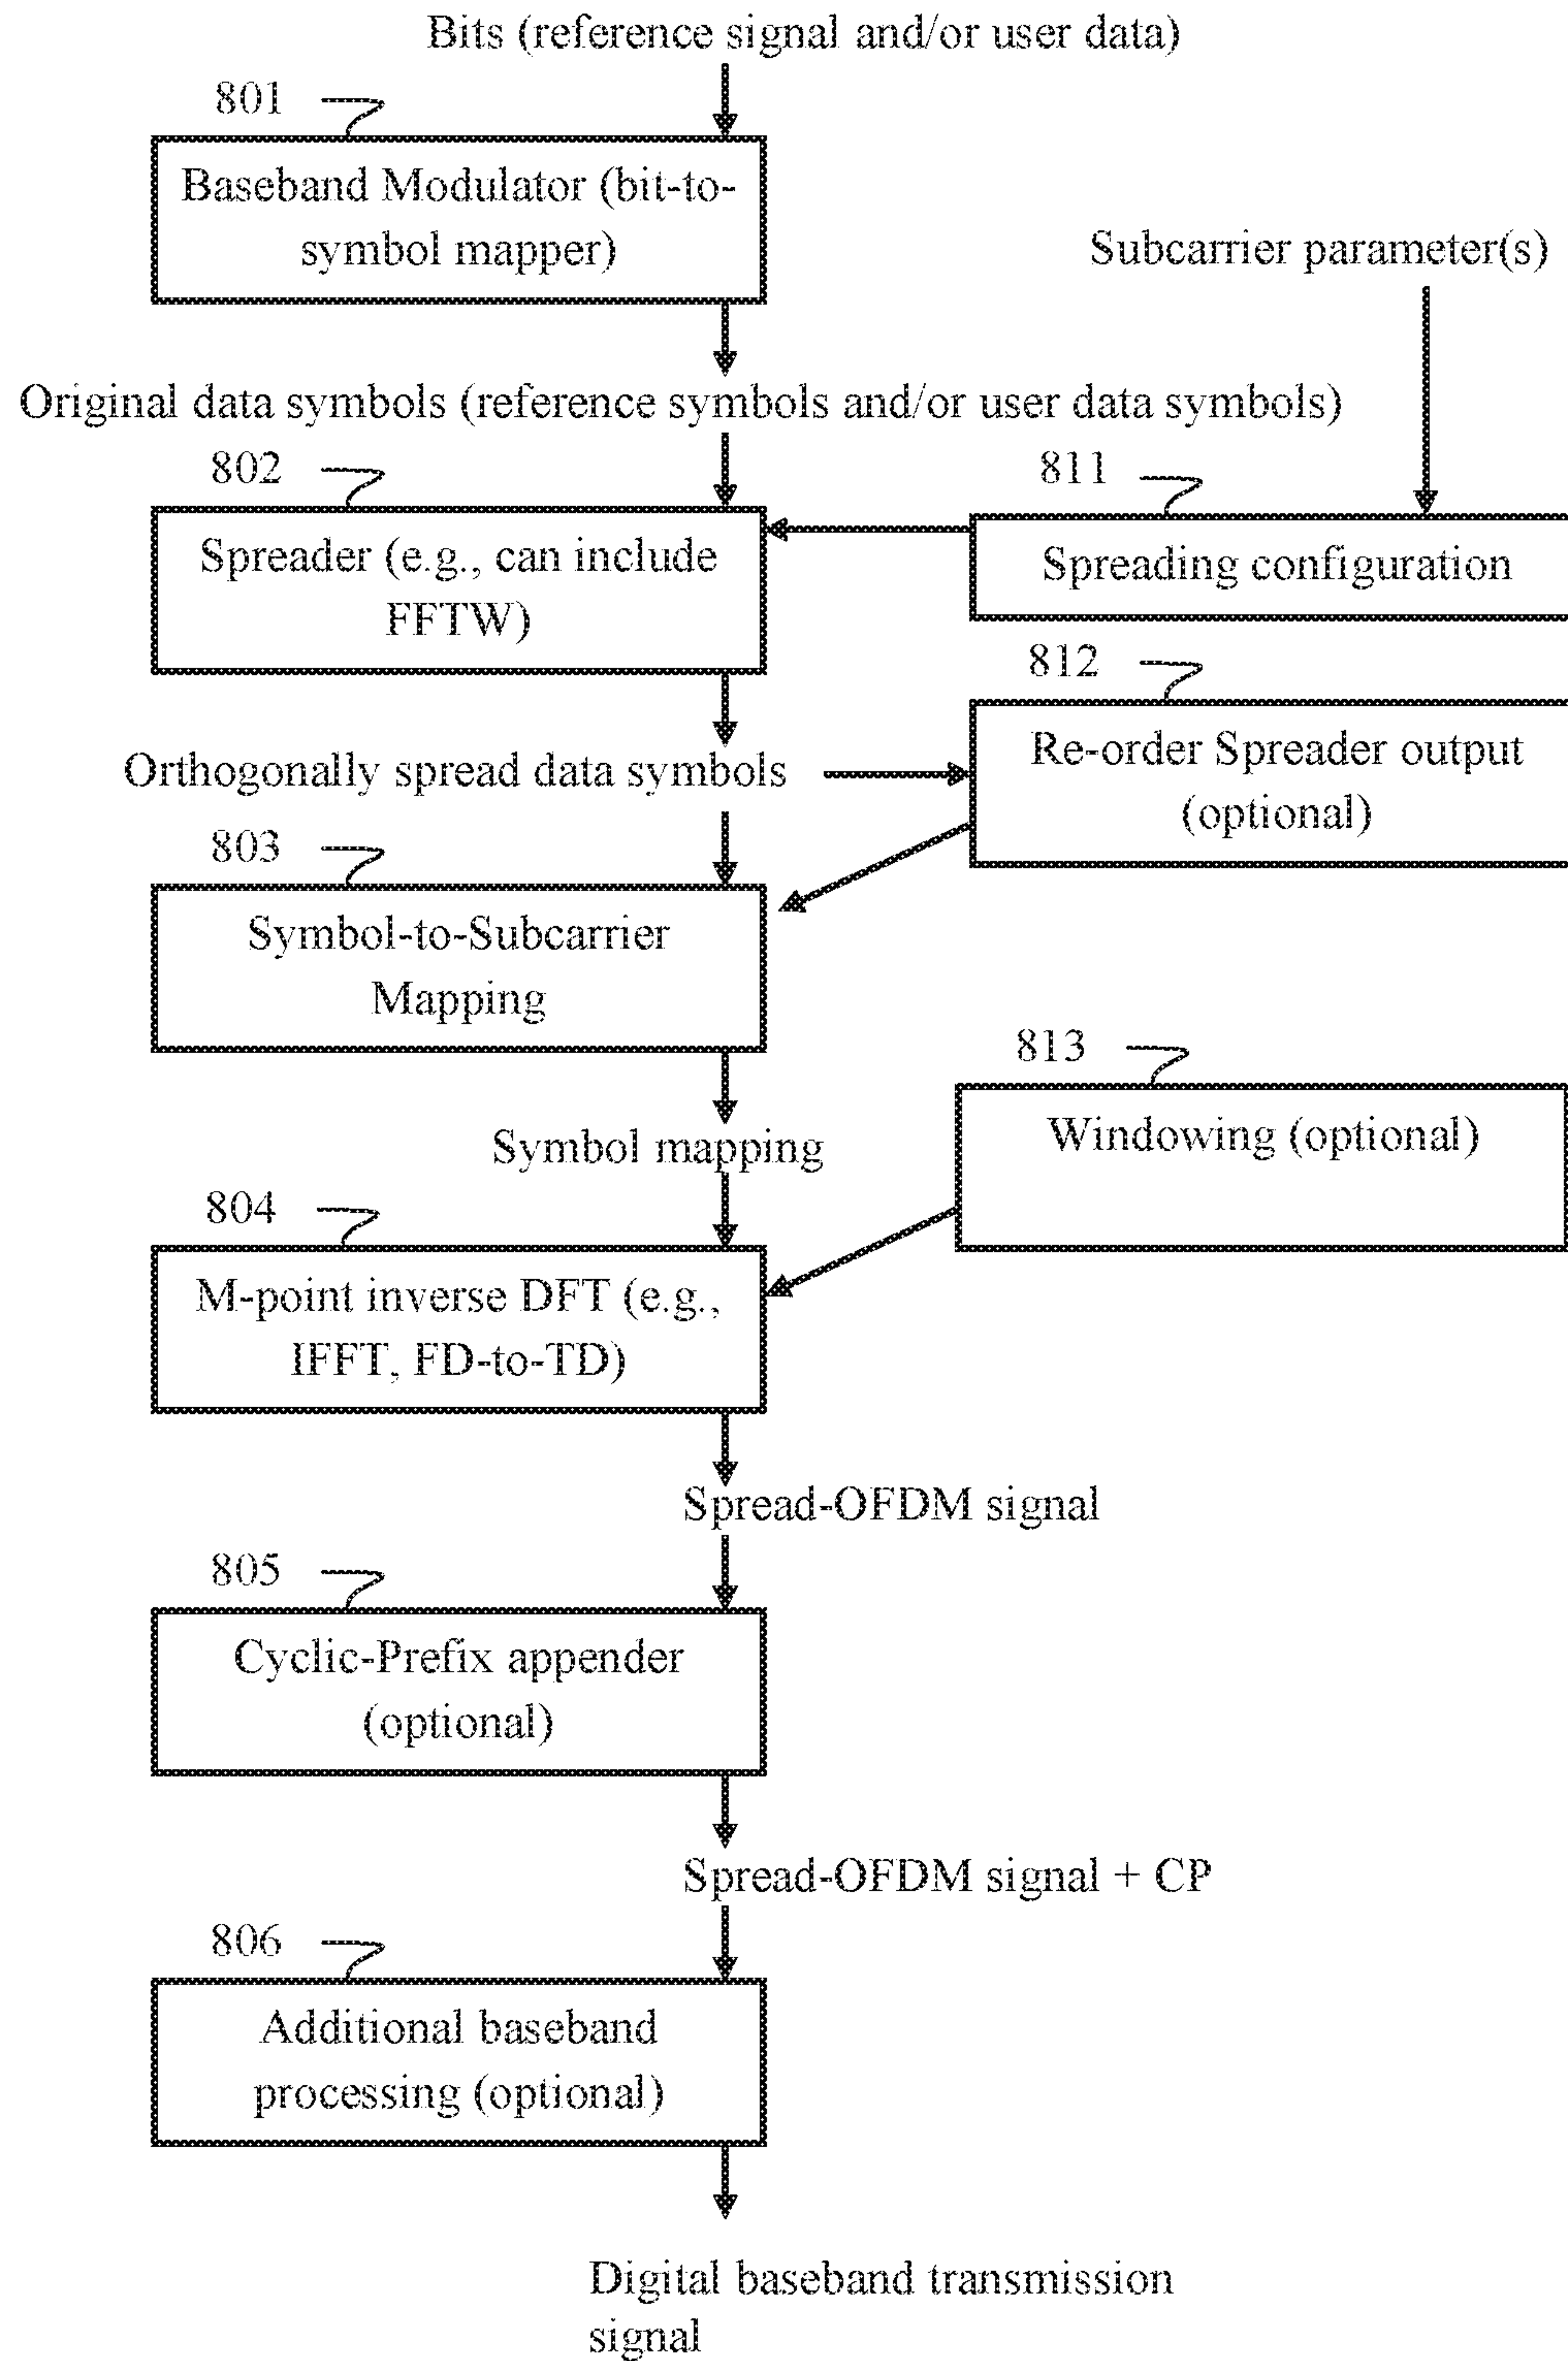 Bits (reference signal and/or user data)
801
Baseband Modulator (bit-to-
symbol mapper)
Subcarrier parameter(s)
Original data symbols (reference symbols and/or user data symbols)
802
Spreader (e.g., can include
FFTW)
811
Spreading configuration
812
Re-order Spreader output
(optional)
Orthogonally spread data symbols
803
Symbol-to-Subcarrier
Mapping
813
Windowing (optional)
Symbol mapping
804
M-point inverse DFT (e.g.,
IFFT, FD-to-TD)
Spread-OFDM signal
805
Cyclic-Prefix appender
(optional)
Spread-OFDM signal + CP
806
Additional baseband
processing (optional)
Digital baseband transmission
signal